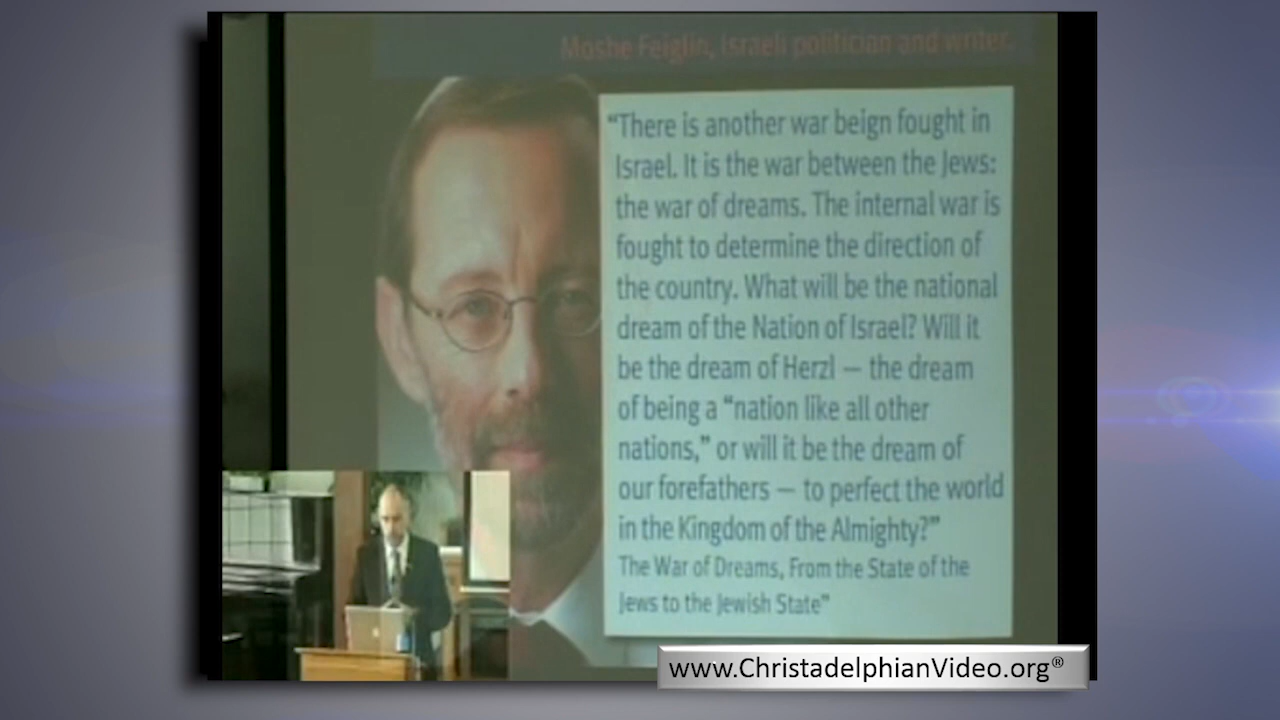 Moshe Feiglin, Israeli politician and writer.
“There is another war beign fought in
Israel. It is the war between the Jews:
the war of dreams. The internal war is
fought to determine the direction of
the country. What will be the national
dream of the Nation of Israel? Will it
be the dream of Herzl — the dream
of being a “nation like all other
nations,” or will it be the dream of
our forefathers — to perfect the world
in the Kingdom of the Almighty?”
The War of Dreams, From the State of the
Jews to the Jewish State”
www.ChristadelphianVideo.org®